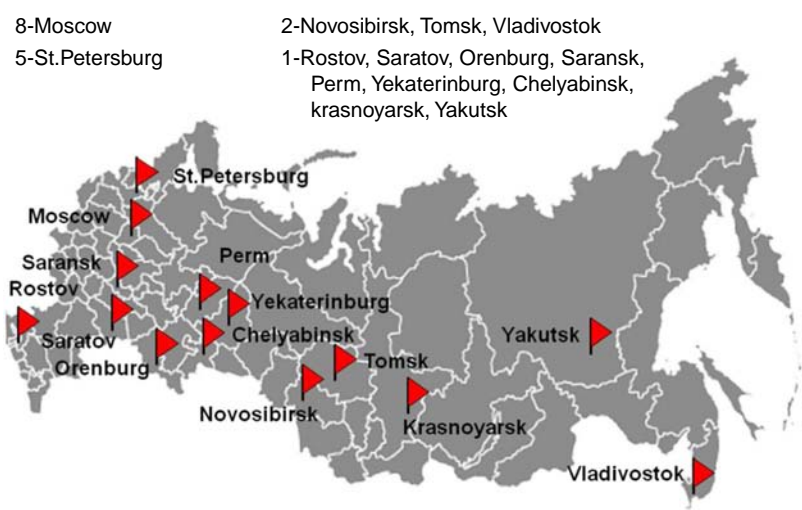 8-Moscow
2-Novosibirsk, Tomsk, Vladivostok
5-St.Petersburg
1-Rostov, Saratov, Orenburg, Saransk,
Perm, Yekaterinburg, Chelyabinsk,
krasnoyarsk, Yakutsk
St.Petersburg
Moscow
Perm
Saransk
Rostov
Yekaterinburg
Chelyabinsk
Yakutsk
Saratov
Tomsk
Orenburg
Novosibirsk
Krasnoyarsk
Vladivostok